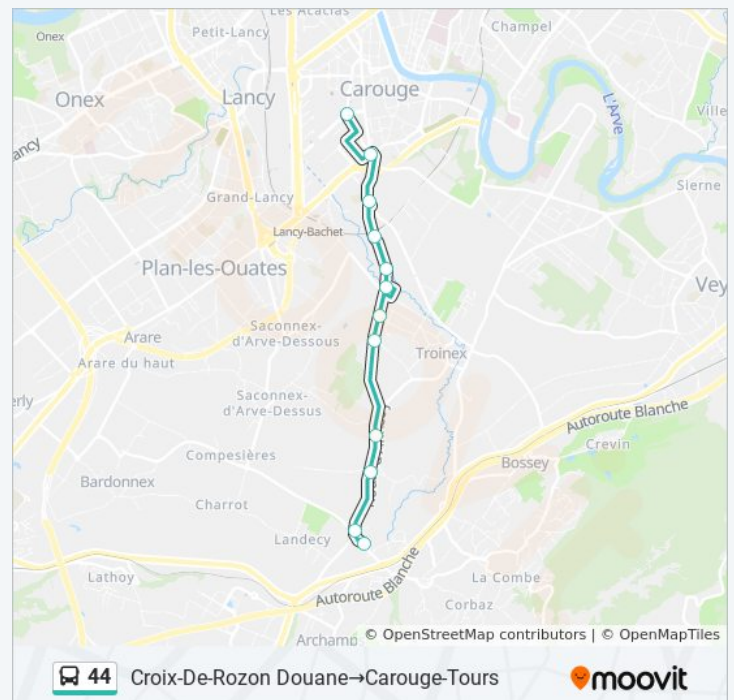 Les Acacias
Champel
Onex
Petit-Lancy
Onex
Lancy
Carouge
L'Arve
Ville
ancy
Sierne
Grand-Lancy
Lancy-Bachet
Plan-les-Ouates
Vey
Saconnex-
d'Arve-Dessous
Arare
Arare du haut
Troinex
Saconnex-
d'Arve-Dessus
erly
Autoroute Blanche
Crevin
Compesières
Bossey
Bardonnex
Charrot
Landecy
Lathoy
Autoroute Blanche
La Combe
Corbaz
Archamp
© OpenStreetMap contributors | © OpenMapTiles
44 Croix-De-Rozon Douane→Carouge-Tours
moovit